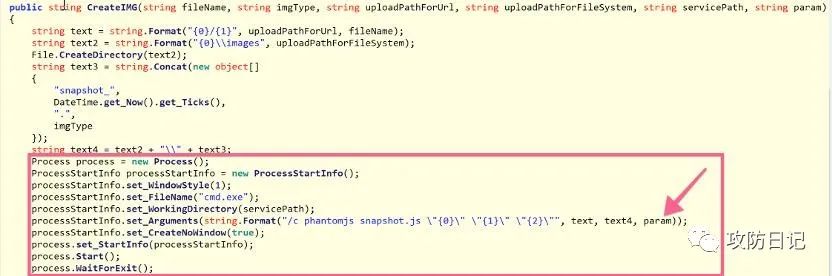 public string CreateIMG(string fileName, string imgType, string uploadPathForUrl, string uploadPathForFileSystem, string servicePath, string param)
{
string text = string.Format("{0}/{1}", uploadPathForUrl, fileName);
string text2 = string.Format("{0}\\images", uploadPathForFileSystem);
File.CreateDirectory(text2);
string text3 = string.Concat(new object[]
{
"snapshot_",
DateTime.get_Now().get_Ticks(),
".",
imgType
});
string text4 = text2 + "\\" + text3;
Process process = new Process();
ProcessStartInfo processStartInfo = new ProcessStartInfo();
processStartInfo.set_WindowStyle(1);
processStartInfo.set_FileName("cmd.exe");
processStartInfo.set_WorkingDirectory(servicePath);
processStartInfo.set_Arguments(string.Format("/c phantomjs snapshot.js \"{0}\" \"{1}\" \"{2}\"", text, text4, param));
processStartInfo.set_CreateNoWindow(true);
process.set_StartInfo(processStartInfo);
process.Start();
process.WaitForExit();
攻防日记